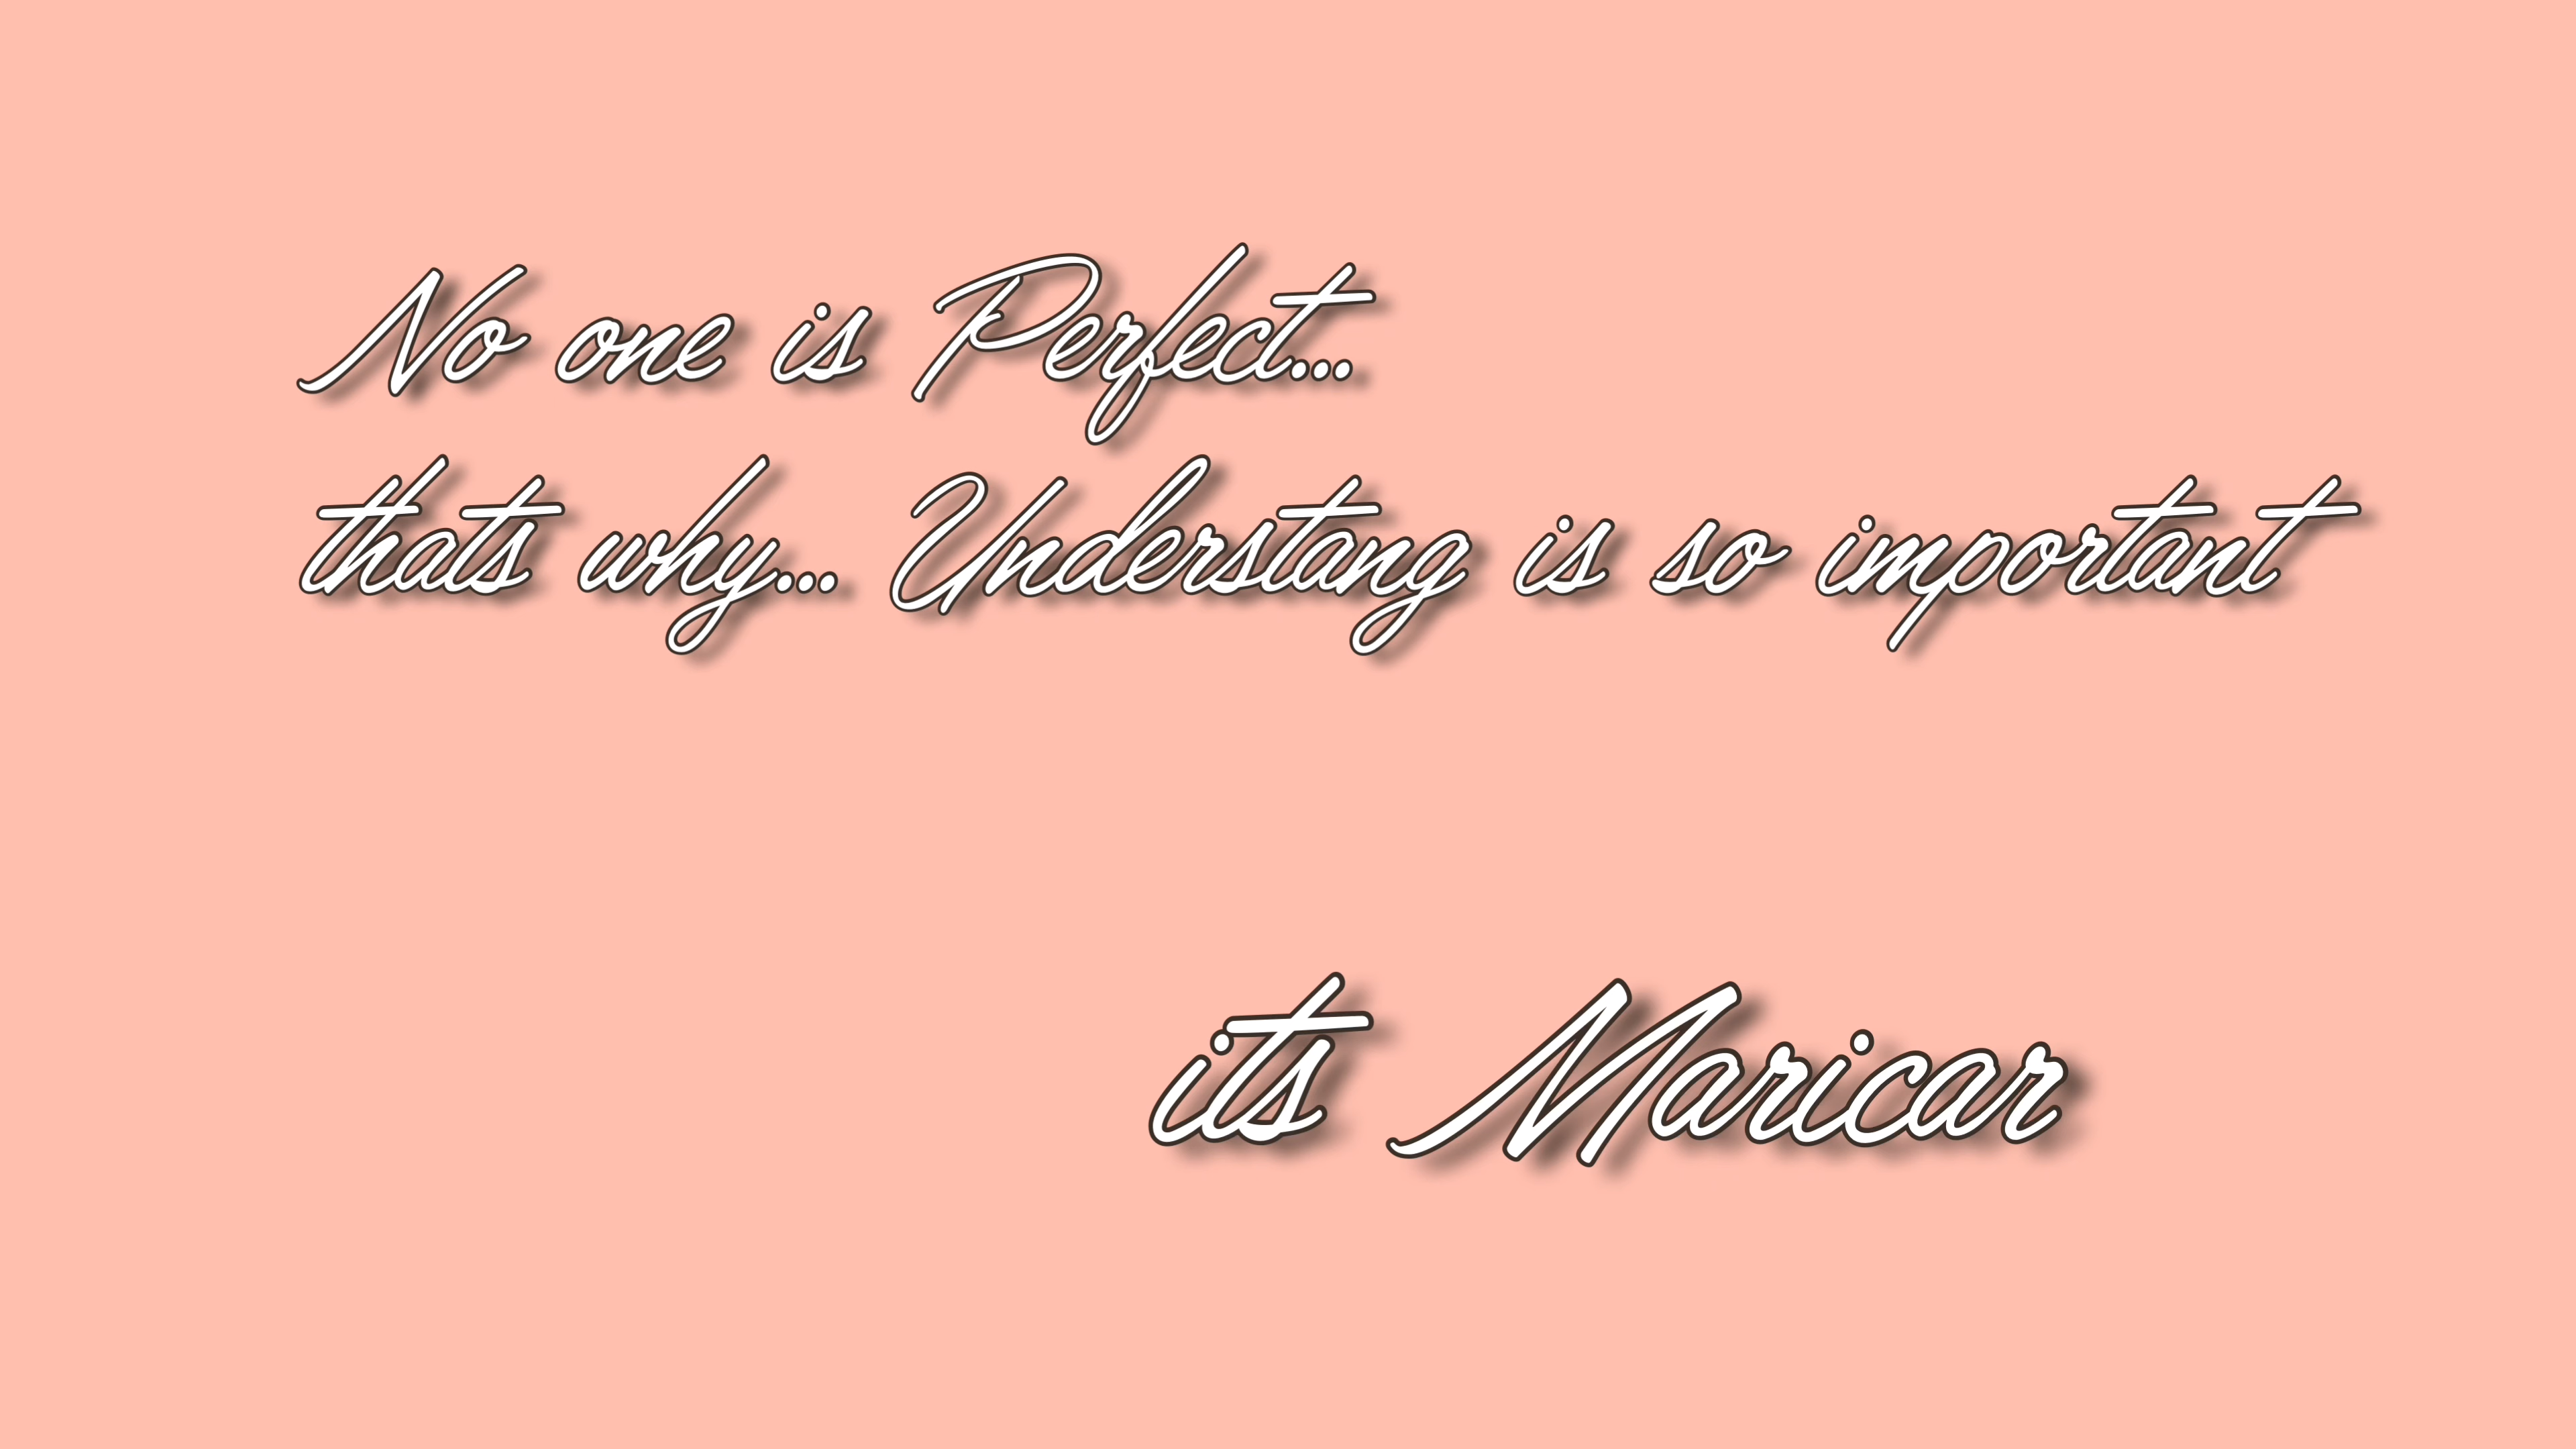 No one is Perfect...
thats why... Understang is so important
its Maricar